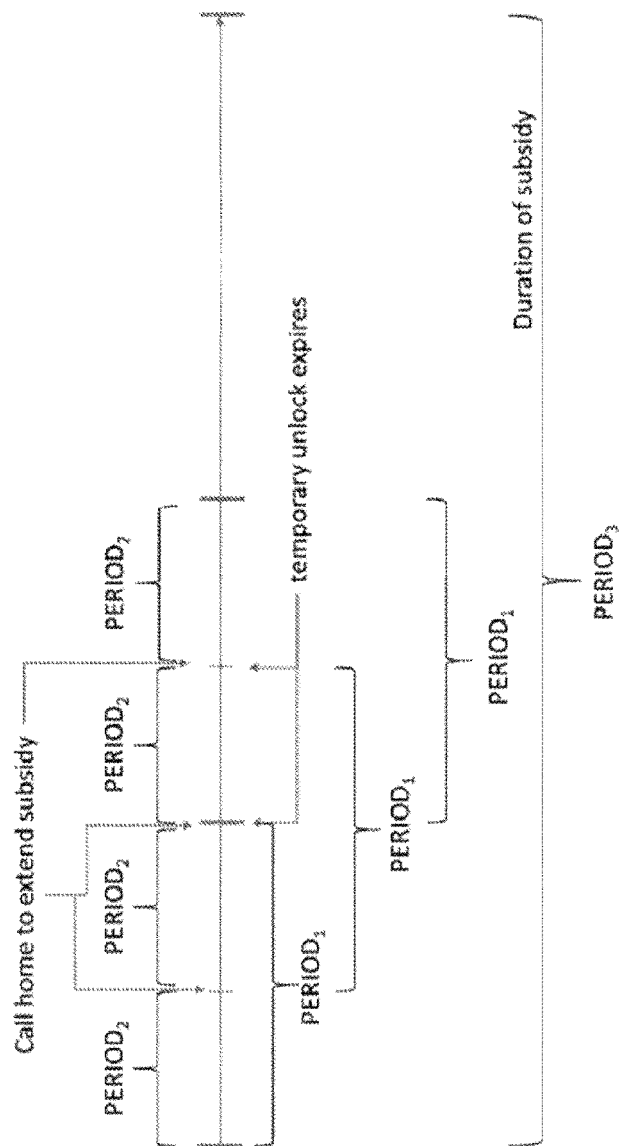 Call home to extend subsidy
PERIOD₂
PERIOD₂
PERIOD₂
PERIOD₂
temporary unlock expires
PERIOD₁
PERIOD₁
PERIOD₁
Duration of subsidy
PERIOD₃